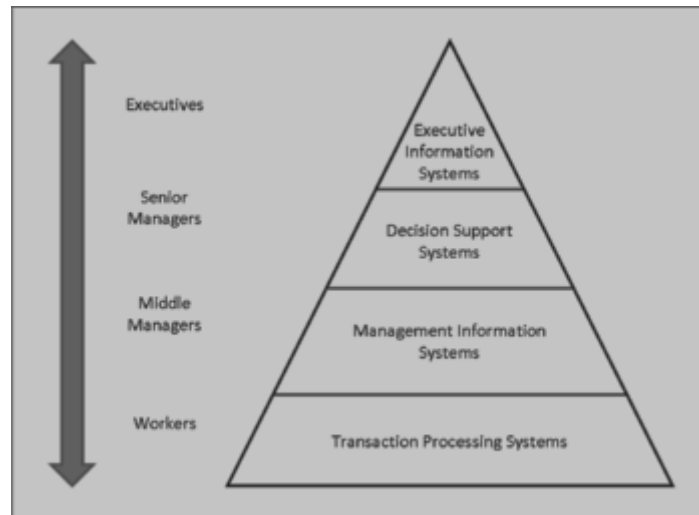 Executives
Executive
Information
Systems
Senior
Managers
Decision Support
Systems
Middle
Managers
Management Information
Systems
Workers
Transaction Processing Systems